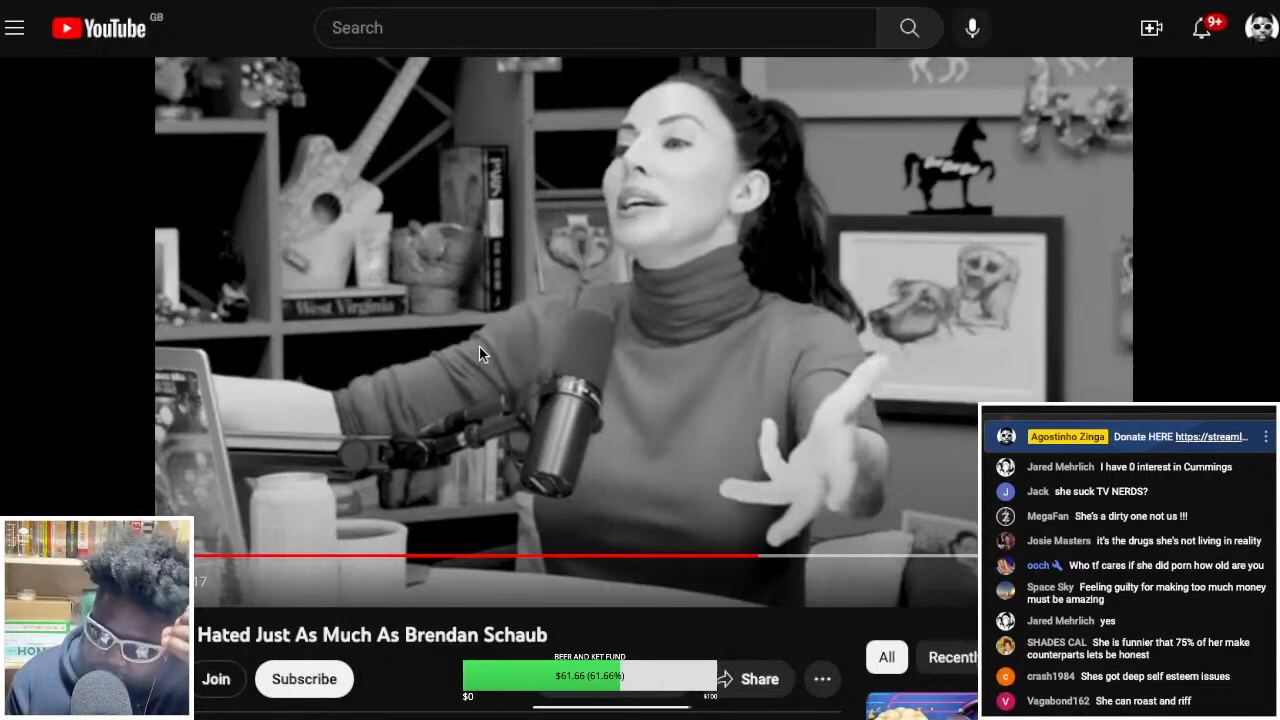 YouTube GB
Search
9+
West Virginia
17
Hated Just As Much As Brendan Schaub
Join
Subscribe
BEER AND KET FUND
$61.66 (61.66%)
$0
$100
Share
All
Recentl
Agostinho Zinga Donate HERE https://streaml...
Jared Mehrlich I have 0 interest in Cummings
J Jack she suck TV NERDS?
MegaFan She's a dirty one not us !!!
Josie Masters it's the drugs she's not living in reality
ooch Who tf cares if she did porn how old are you
Space Sky Feeling guilty for making too much money
must be amazing
Jared Mehrlich yes
SHADES CAL She is funnier that 75% of her make
counterparts lets be honest
c crash1984 Shes got deep self esteem issues
V Vagabond162 She can roast and riff
HOM